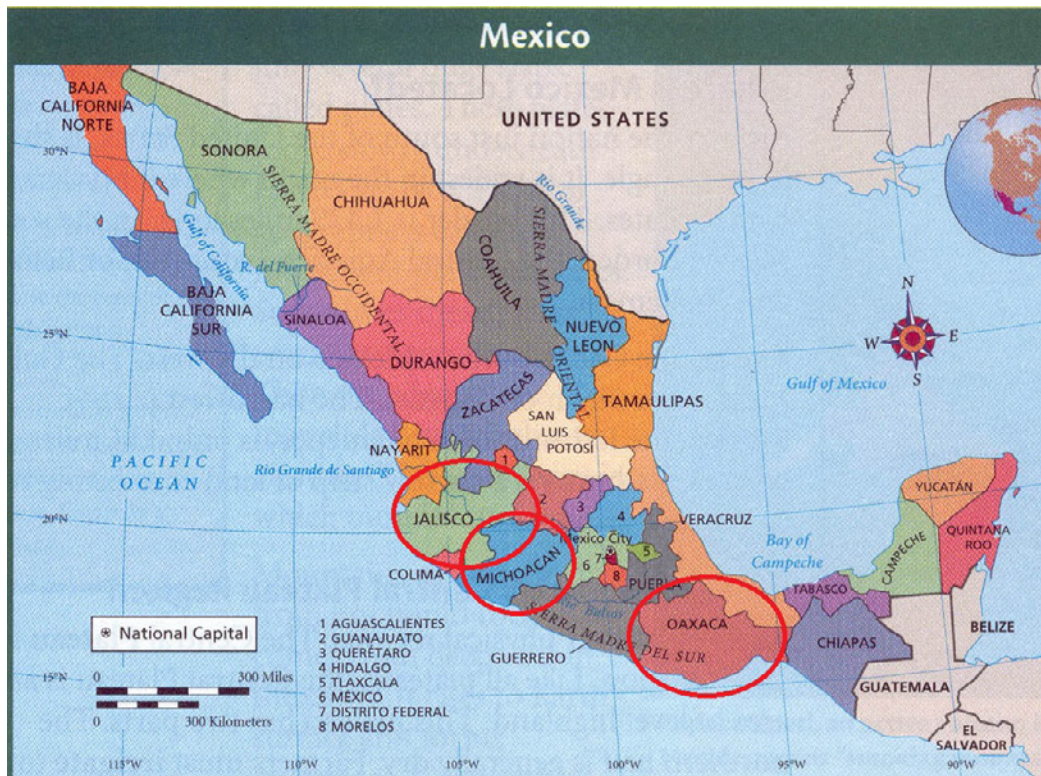 Mexico
BAJA
CALIFORNIA
NORTE
UNITED STATES
30°N
SONORA
SIERRA MADRE OCCIDENTAL
CHIHUAHUA
Rio Grande
Gulf of California
R. del Fuerte
COAHUILA
SIERRA MADRE ORIENTAL
BAJA
CALIFORNIA
SUR
SINALOA
NUEVO
LEON
N
W
E
S
25°N
DURANGO
Gulf of Mexico
ZACATECAS
TAMAULIPAS
SAN
LUIS
POTOSÍ
NAYARIT
PACIFIC
OCEAN
Rio Grande de Santiago
1
2
3
4
YUCATÁN
20°N
JALISCO
VERACRUZ
QUINTANA
ROO
Mexico City
Bay of
Campeche
CAMPECHE
COLIMA
MICHOACAN
6
7
5
8
PUEBLA
TABASCO
Rio Balsas
OAXACA
SIERRA MADRE DEL SUR
CHIAPAS
BELIZE
National Capital
GUERRERO
15°N
GUATEMALA
0
300 Miles
0
300 Kilometers
1 AGUASCALIENTES
2 GUANAJUATO
3 QUERÉTARO
4 HIDALGO
5 TLAXCALA
6 MÉXICO
7 DISTRITO FEDERAL
8 MORELOS
EL
SALVADOR
115°W
110°W
105°W
100°W
95°W
90°W